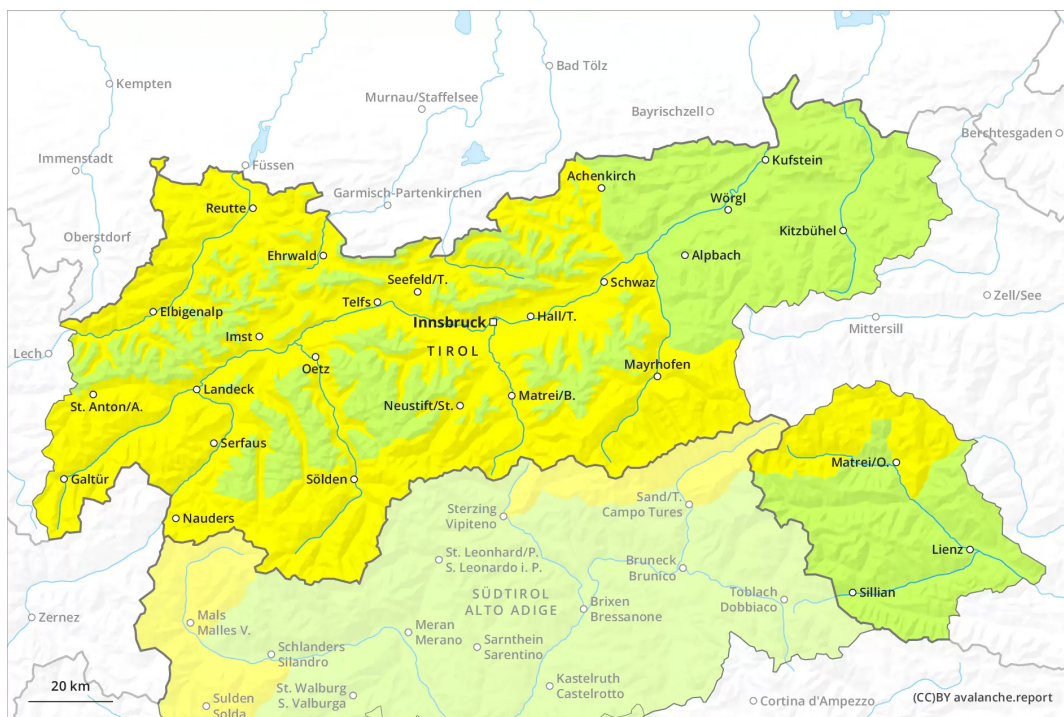 Kempten
Bad Tölz
Murnau/Staffelsee
Bayrischzell
Berchtesgaden
Immenstadt
Füssen
Kufstein
Achenkirch
Garmisch-Partenkirchen
Reutte
Wörgl
Oberstdorf
Kitzbühel
Ehrwald
Alpbach
Seefeld/T.
Schwaz
Telfs
Zell/See
Elbigenalp
Innsbruck
Hall/T.
Mittersill
Imst
TIROL
Lech
Oetz
Mayrhofen
Landeck
St. Anton/A.
Neustift/St.
Matrei/B.
Serfaus
Matrei/O.
Galtür
Sölden
Sand/T.
Campo Tures
Sterzing
Vipiteno
Nauders
Lienz
St. Leonhard/P.
S. Leonardo i. P.
Bruneck
Brunico
SÜDTIROL
ALTO ADIGE
Toblach
Dobbiaco
Sillian
Zernez
Mals
Malles V.
Brixen
Bressanone
Meran
Merano
Sarnthein
Sarentino
Schlanders
Silandro
20 km
St. Walburg
S. Valburga
Kastelruth
Castelrotto
Sulden
Solda
Cortina d'Ampezzo
(CC)BY avalanche.report